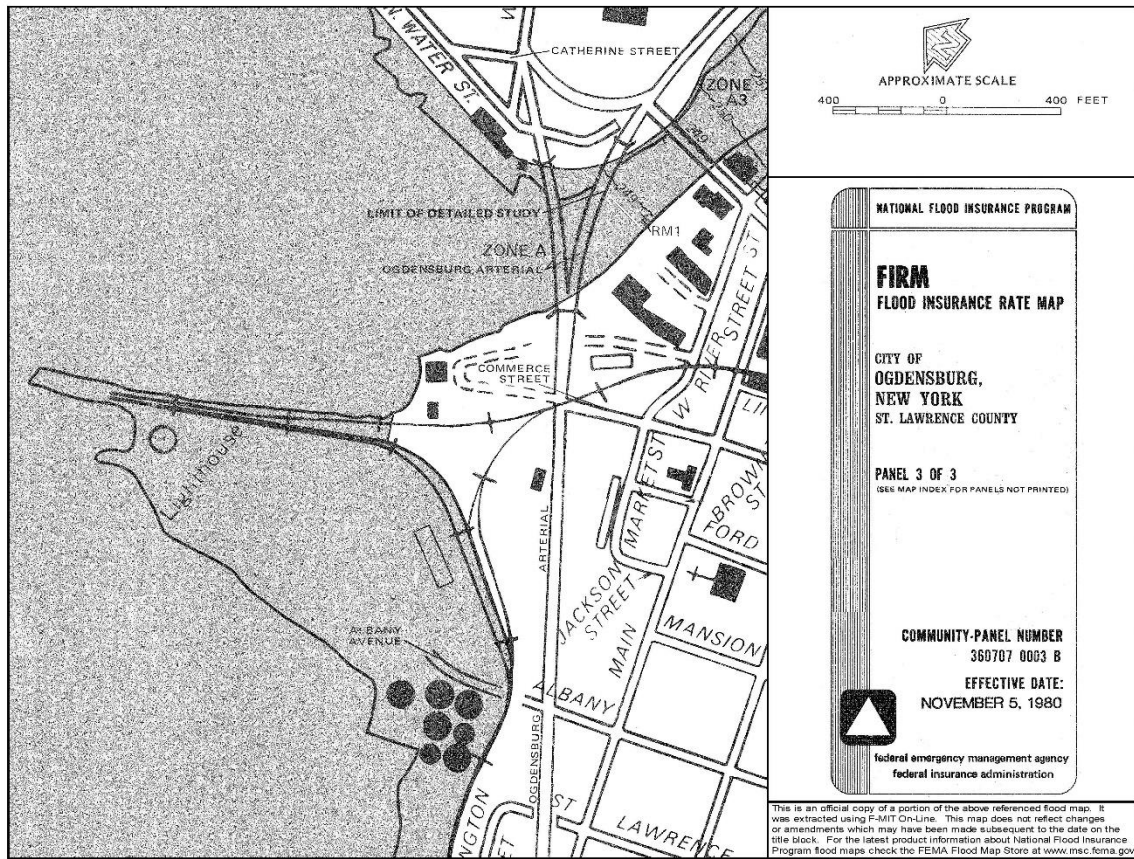 N. WATER ST.
W
CATHERINE STREET
ZONE
A3
LIMIT OF DETAILED STUDY
RM1
ZONE A
OGDENSBURG ARTERIAL
W RIVER STREET ST
COMMERCE
STREET
Lighthouse
MARKET ST
BROWN
ST
FORD
ARTERIAL
JACKSON
STREET
MAIN
MANSION
ALBANY
AVENUE
ALBANY
OGDENSBURG
ST
LAWRENCE
INGTON
ET
APPROXIMATE SCALE
400 0 400 FEET
NATIONAL FLOOD INSURANCE PROGRAM
FIRM
FLOOD INSURANCE RATE MAP
CITY OF
OGDENSBURG,
NEW YORK
ST. LAWRENCE COUNTY
PANEL 3 OF 3
(SEE MAP INDEX FOR PANELS NOT PRINTED)
COMMUNITY-PANEL NUMBER
360707 0003 B
EFFECTIVE DATE:
NOVEMBER 5, 1980
federal emergency management agency
federal insurance administration
This is an official copy of a portion of the above referenced flood map. It
was extracted using F-MIT On-Line. This map does not reflect changes
or amendments which may have been made subsequent to the date on the
title block. For the latest product information about National Flood Insurance
Program flood maps check the FEMA Flood Map Store at www.msc.fema.gov